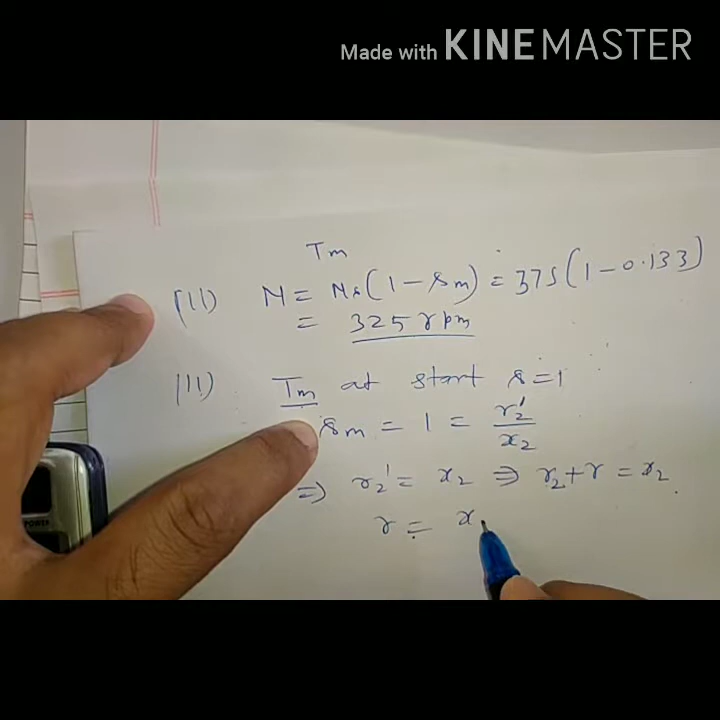 Made with KINEMASTER
Tm
(II) N = Ns(1 - sm) = 375(1 - 0.133)
= 325 rpm
(III) Tm at start s = 1
sm = 1 = r2'/x2
⇒ r2' = x2 ⇒ r2 + r = x2.
r = x
POWER